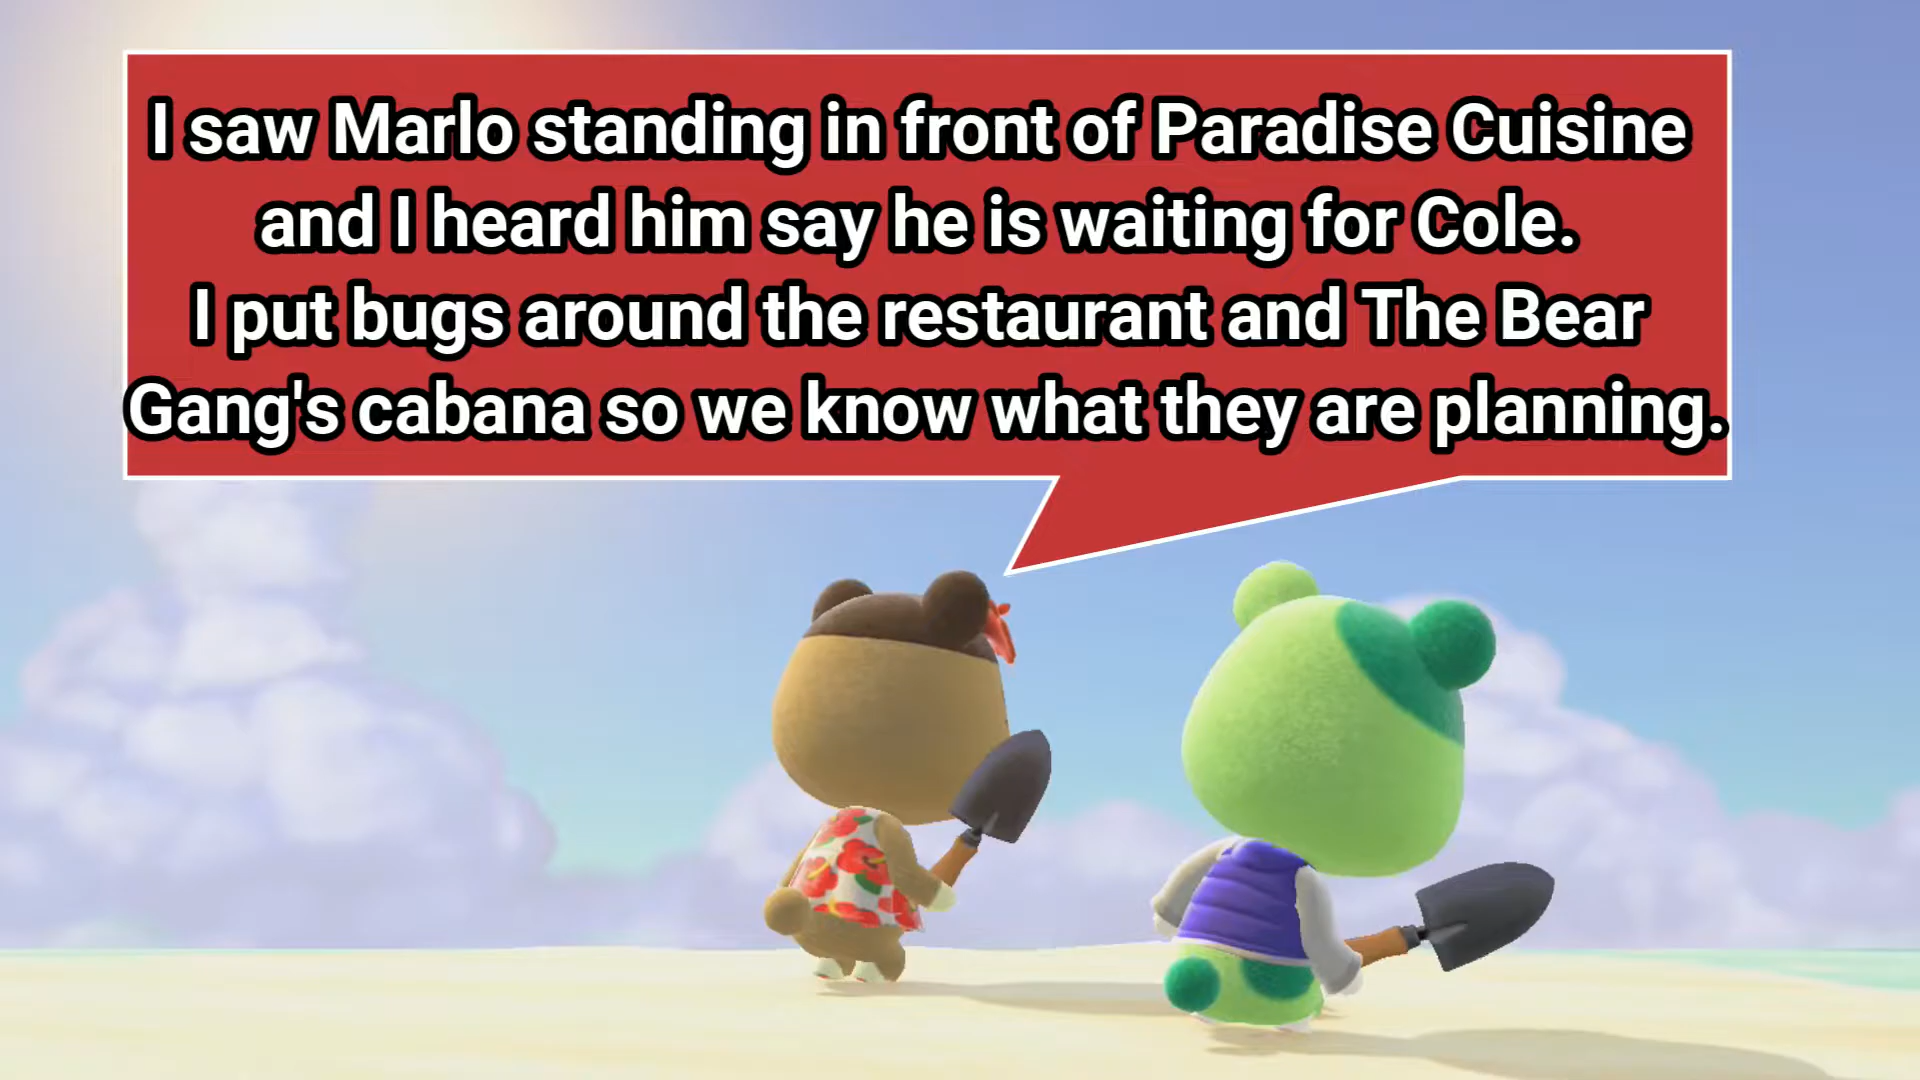 I saw Marlo standing in front of Paradise Cuisine
and I heard him say he is waiting for Cole.
I put bugs around the restaurant and The Bear
Gang's cabana so we know what they are planning.